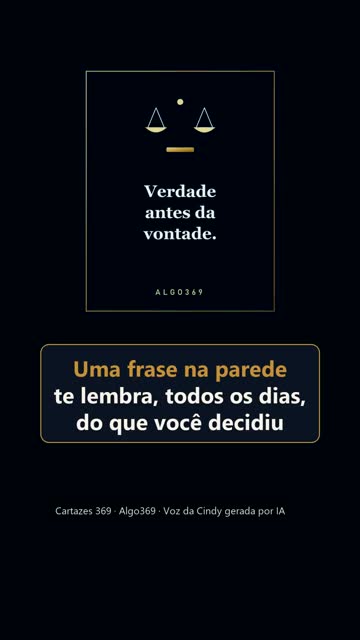 Verdade
antes da
vontade.
ALGO369
Uma frase na parede
te lembra, todos os dias,
do que você decidiu
Cartazes 369 · Algo369 · Voz da Cindy gerada por IA